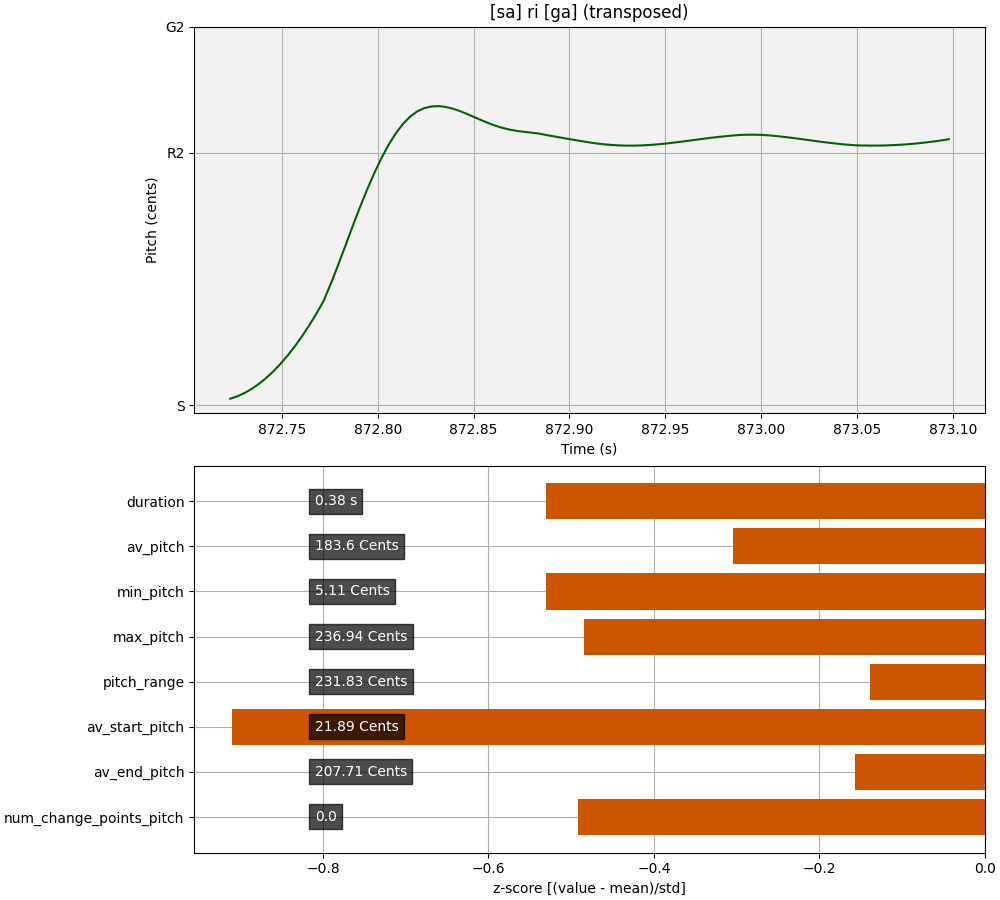 [sa] ri [ga] (transposed)
G2
R2
S
Pitch (cents)
872.75 872.80 872.85 872.90 872.95 873.00 873.05 873.10
Time (s)
duration 0.38 s
av_pitch 183.6 Cents
min_pitch 5.11 Cents
max_pitch 236.94 Cents
pitch_range 231.83 Cents
av_start_pitch 21.89 Cents
av_end_pitch 207.71 Cents
num_change_points_pitch 0.0
−0.8 −0.6 −0.4 −0.2 0.0
z-score [(value - mean)/std]